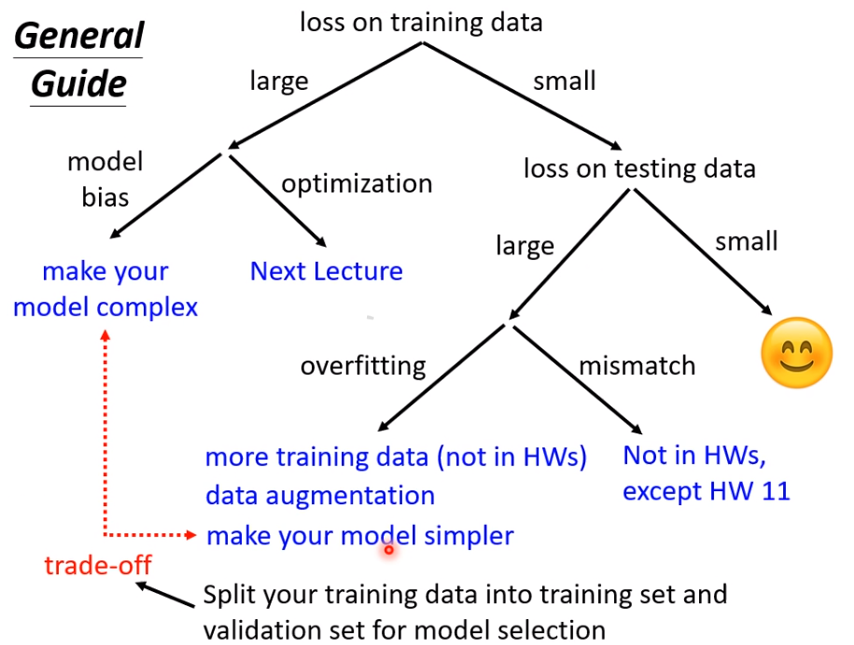 General
Guide
loss on training data
large
small
model
bias
optimization
loss on testing data
make your
model complex
Next Lecture
large
small
overfitting
mismatch
more training data (not in HWs)
data augmentation
make your model simpler
Not in HWs,
except HW 11
trade-off
Split your training data into training set and
validation set for model selection